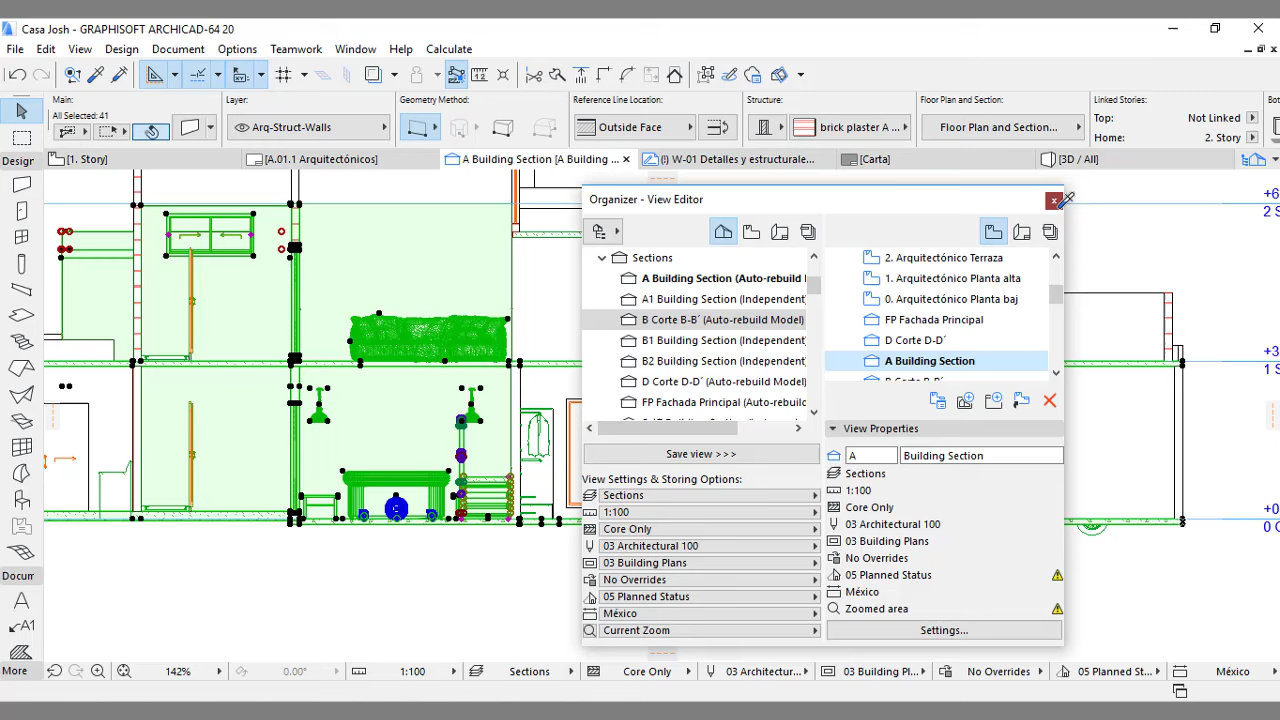 Casa Josh - GRAPHISOFT ARCHICAD-64 20
File Edit View Design Document Options Teamwork Window Help Calculate
Main:
All Selected: 41
Layer:
Arq-Struct-Walls
Geometry Method:
Reference Line Location:
Outside Face
Structure:
brick plaster A ...
Floor Plan and Section:
Floor Plan and Section...
Linked Stories:
Top: Not Linked
Home: 2. Story
Bot
[1. Story]
[A.01.1 Arquitectónicos]
A Building Section [A Building ...
(!) W-01 Detalles y estructurale...
[Carta]
[3D / All]
Design
Docum
More
Organizer - View Editor
Sections
A Building Section (Auto-rebuild
A1 Building Section (Independent)
B Corte B-B´ (Auto-rebuild Model)
B1 Building Section (Independent)
B2 Building Section (Independent)
D Corte D-D´ (Auto-rebuild Model)
FP Fachada Principal (Auto-rebuild
Save view >>>
View Settings & Storing Options:
Sections
1:100
Core Only
03 Architectural 100
03 Building Plans
No Overrides
05 Planned Status
México
Current Zoom
2. Arquitectónico Terraza
1. Arquitectónico Planta alta
0. Arquitectónico Planta baj
FP Fachada Principal
D Corte D-D´
A Building Section
B Corte B-B´
View Properties
A Building Section
Sections
1:100
Core Only
03 Architectural 100
03 Building Plans
No Overrides
05 Planned Status
México
Zoomed area
Settings...
+6
2 S
+3
1 S
+0
0 C
142% 0.00° 1:100 Sections Core Only 03 Architectur... 03 Building Pl... No Overrides 05 Planned St... México